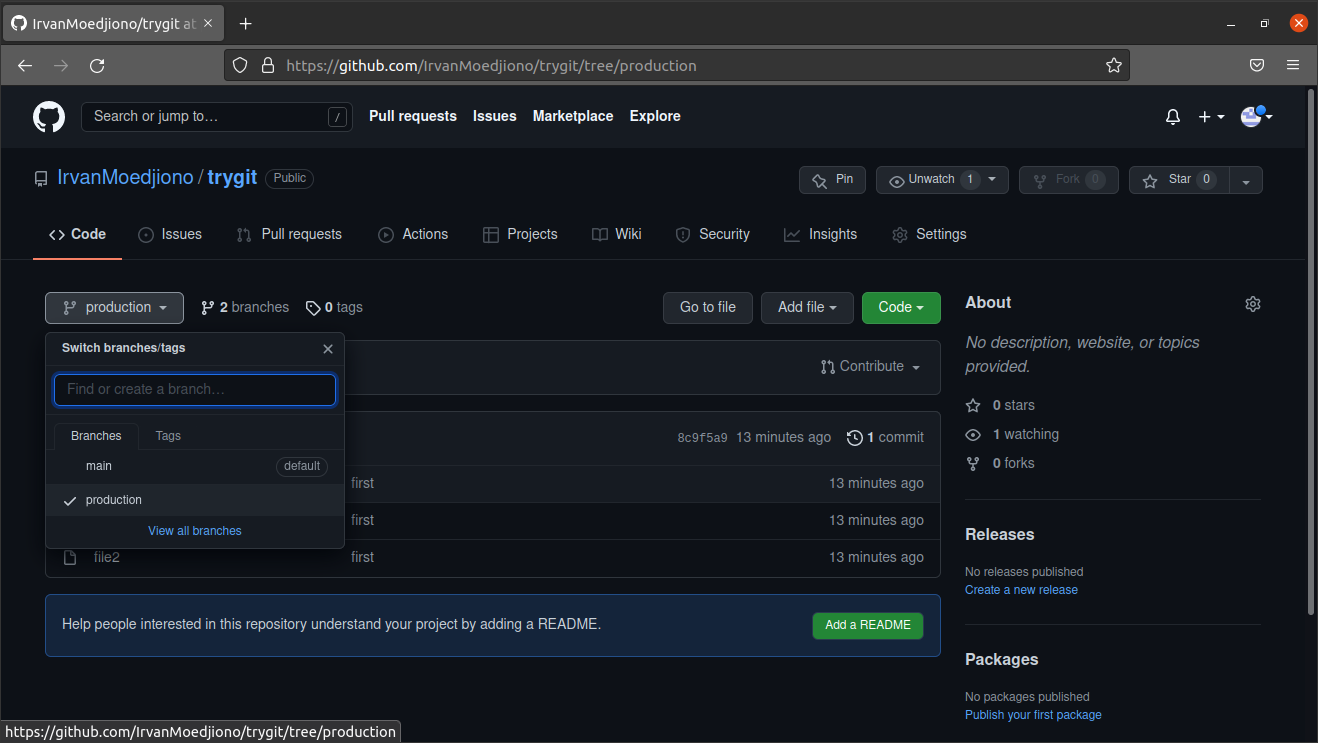 IrvanMoedjiono/trygit at
https://github.com/IrvanMoedjiono/trygit/tree/production
Search or jump to… / Pull requests Issues Marketplace Explore
IrvanMoedjiono / trygit Public Pin Unwatch 1 Fork 0 Star 0
Code Issues Pull requests Actions Projects Wiki Security Insights Settings
production 2 branches 0 tags Go to file Add file Code
Switch branches/tags
Find or create a branch…
Branches Tags
main default
production
View all branches
Contribute
8c9f5a9 13 minutes ago 1 commit
first 13 minutes ago
first 13 minutes ago
file2 first 13 minutes ago
Help people interested in this repository understand your project by adding a README. Add a README
About
No description, website, or topics
provided.
0 stars
1 watching
0 forks
Releases
No releases published
Create a new release
Packages
No packages published
Publish your first package
https://github.com/IrvanMoedjiono/trygit/tree/production